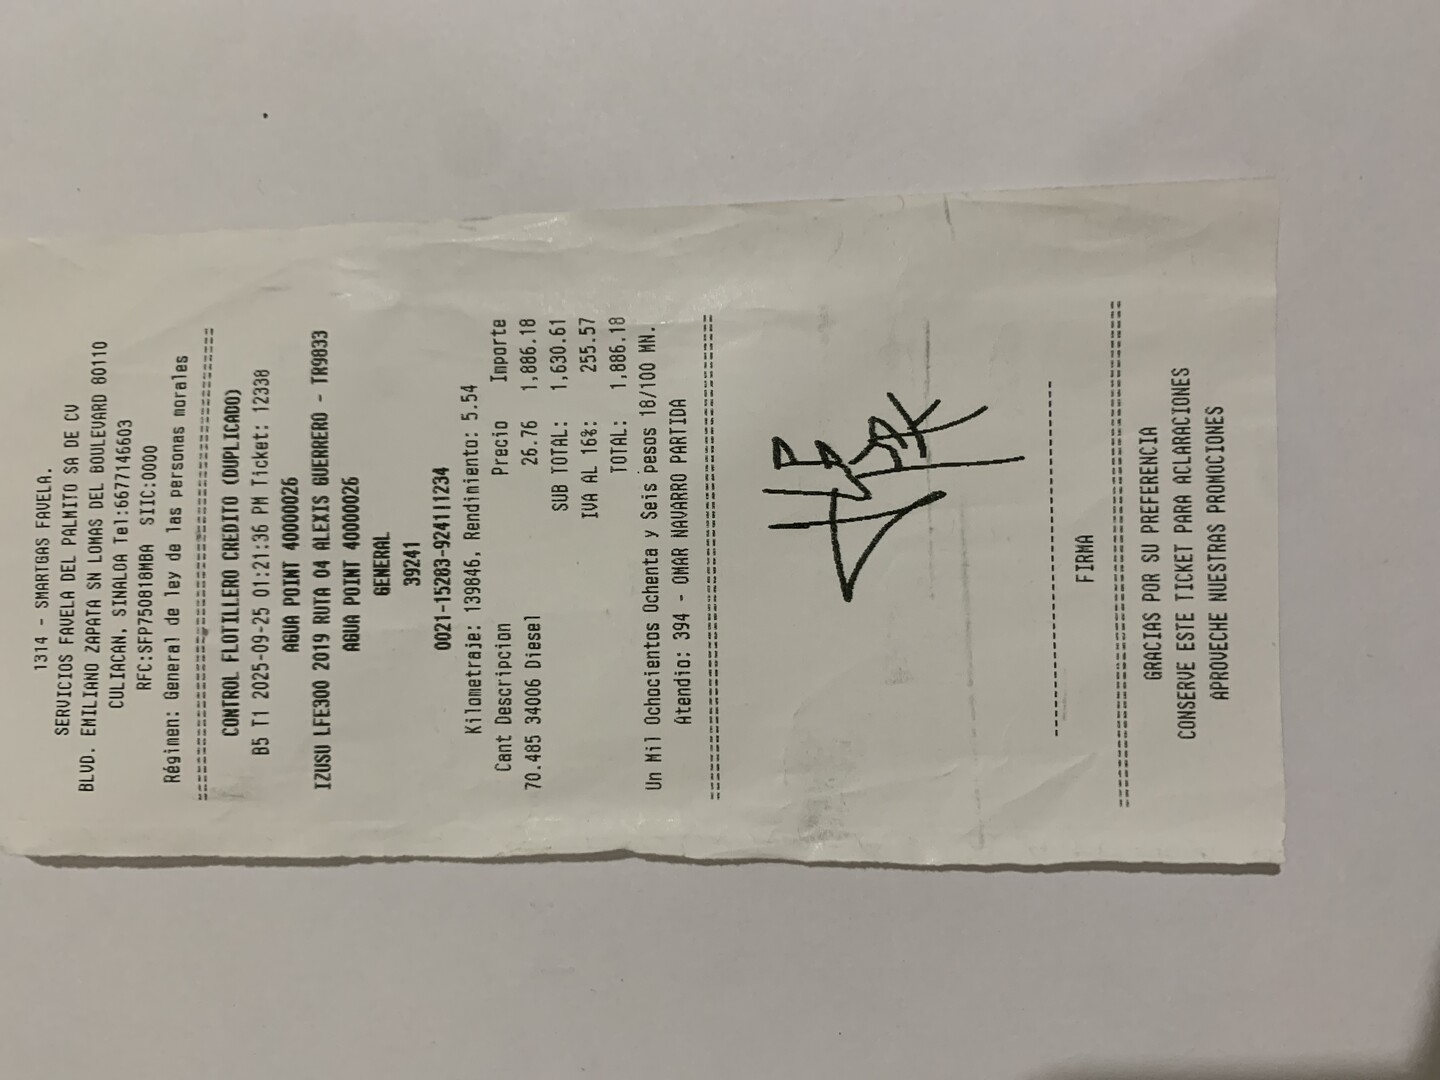 1314 - SMARTGAS FAVELA.
SERVICIOS FAVELA DEL PALMITO SA DE CV
BLVD. EMILIANO ZAPATA SN LOMAS DEL BOULEVARD 80110
CULIACAN, SINALOA Tel:6677146603
RFC:SFP750818MBA SIIC:0000
Régimen: General de ley de las personas morales
CONTROL FLOTILLERO CREDITO (DUPLICADO)
B5 T1 2025-09-25 01:21:36 PM Ticket: 12338
AGUA POINT 40000026
IZUSU LFE300 2019 RUTA 04 ALEXIS GUERRERO - TR9833
AGUA POINT 40000026
GENERAL
39241
0021-15283-924111234
Kilometraje: 139846, Rendimiento: 5.54
Cant Descripcion Precio Importe
70.485 34006 Diesel 26.76 1,886.18
SUB TOTAL: 1,630.61
IVA AL 16%: 255.57
TOTAL: 1,886.18
Un Mil Ochocientos Ochenta y Seis pesos 18/100 MN.
Atendio: 394 - OMAR NAVARRO PARTIDA
FIRMA
GRACIAS POR SU PREFERENCIA
CONSERVE ESTE TICKET PARA ACLARACIONES
APROVECHE NUESTRAS PROMOCIONES